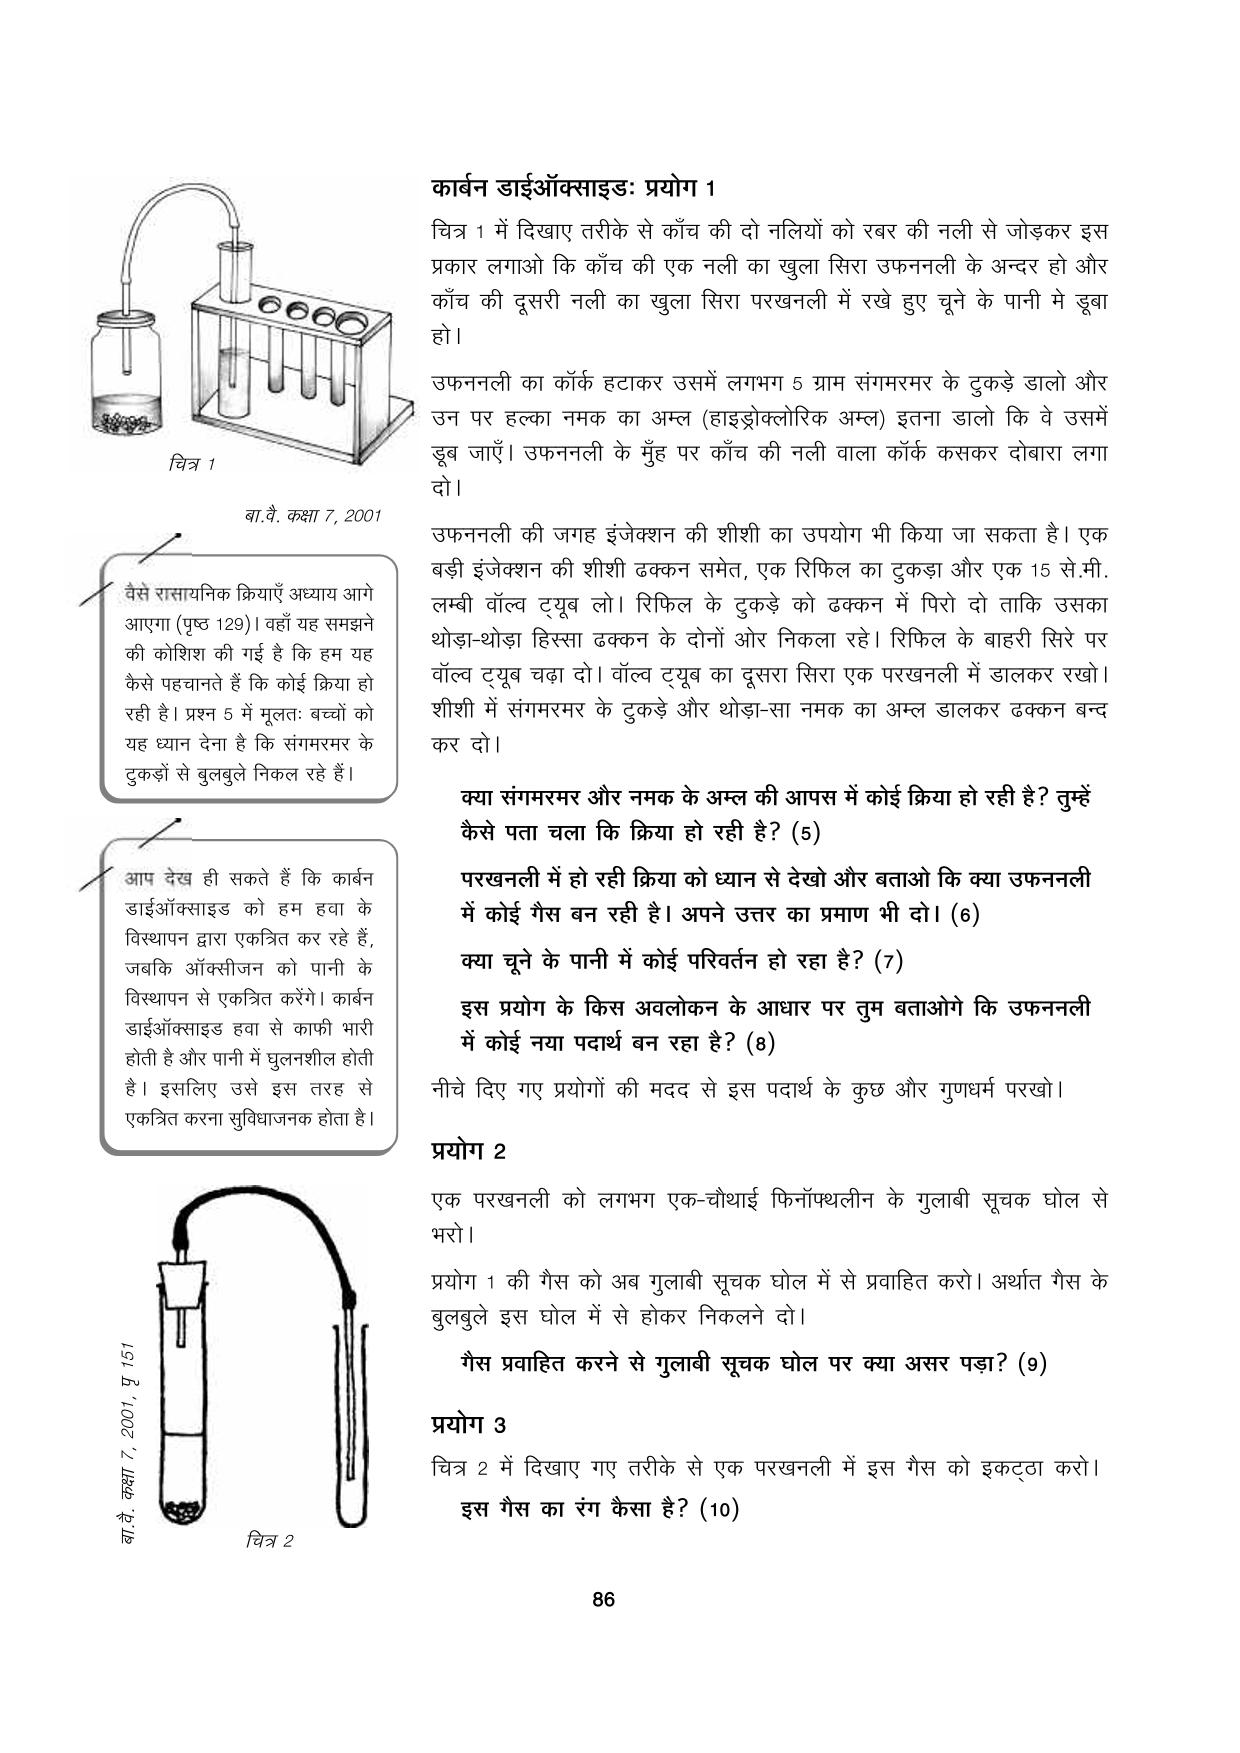 कार्बन डाईऑक्साइड: प्रयोग 1
चित्र 1 में दिखाए तरीके से काँच की दो नलियों को रबर की नली से जोड़कर इस
प्रकार लगाओ कि काँच की एक नली का खुला सिरा उफननली के अन्दर हो और
काँच की दूसरी नली का खुला सिरा परखनली में रखे हुए चूने के पानी मे डूबा
हो।
उफननली का कॉर्क हटाकर उसमें लगभग 5 ग्राम संगमरमर के टुकड़े डालो और
उन पर हल्का नमक का अम्ल (हाइड्रोक्लोरिक अम्ल) इतना डालो कि वे उसमें
डूब जाएँ। उफननली के मुँह पर काँच की नली वाला कॉर्क कसकर दोबारा लगा
दो।
उफननली की जगह इंजेक्शन की शीशी का उपयोग भी किया जा सकता है। एक
बड़ी इंजेक्शन की शीशी ढक्कन समेत, एक रिफिल का टुकड़ा और एक 15 से.मी.
लम्बी वॉल्व ट्यूब लो। रिफिल के टुकड़े को ढक्कन में पिरो दो ताकि उसका
थोड़ा-थोड़ा हिस्सा ढक्कन के दोनों ओर निकला रहे। रिफिल के बाहरी सिरे पर
वॉल्व ट्यूब चढ़ा दो। वॉल्व ट्यूब का दूसरा सिरा एक परखनली में डालकर रखो।
शीशी में संगमरमर के टुकड़े और थोड़ा-सा नमक का अम्ल डालकर ढक्कन बन्द
कर दो।
क्या संगमरमर और नमक के अम्ल की आपस में कोई क्रिया हो रही है? तुम्हें
कैसे पता चला कि क्रिया हो रही है? (5)
परखनली में हो रही क्रिया को ध्यान से देखो और बताओ कि क्या उफननली
में कोई गैस बन रही है। अपने उत्तर का प्रमाण भी दो। (6)
क्या चूने के पानी में कोई परिवर्तन हो रहा है? (7)
इस प्रयोग के किस अवलोकन के आधार पर तुम बताओगे कि उफननली
में कोई नया पदार्थ बन रहा है? (8)
नीचे दिए गए प्रयोगों की मदद से इस पदार्थ के कुछ और गुणधर्म परखो।
प्रयोग 2
एक परखनली को लगभग एक-चौथाई फिनॉफ्थलीन के गुलाबी सूचक घोल से
भरो।
प्रयोग 1 की गैस को अब गुलाबी सूचक घोल में से प्रवाहित करो। अर्थात गैस के
बुलबुले इस घोल में से होकर निकलने दो।
गैस प्रवाहित करने से गुलाबी सूचक घोल पर क्या असर पड़ा? (9)
प्रयोग 3
चित्र 2 में दिखाए गए तरीके से एक परखनली में इस गैस को इकट्ठा करो।
इस गैस का रंग कैसा है? (10)
चित्र 1
बा.वै. कक्षा 7, 2001
वैसे रासायनिक क्रियाएँ अध्याय आगे
आएगा (पृष्ठ 129)। वहाँ यह समझने
की कोशिश की गई है कि हम यह
कैसे पहचानते हैं कि कोई क्रिया हो
रही है। प्रश्न 5 में मूलतः बच्चों को
यह ध्यान देना है कि संगमरमर के
टुकड़ों से बुलबुले निकल रहे हैं।
आप देख ही सकते हैं कि कार्बन
डाईऑक्साइड को हम हवा के
विस्थापन द्वारा एकत्रित कर रहे हैं,
जबकि ऑक्सीजन को पानी के
विस्थापन से एकत्रित करेंगे। कार्बन
डाईऑक्साइड हवा से काफी भारी
होती है और पानी में घुलनशील होती
है। इसलिए उसे इस तरह से
एकत्रित करना सुविधाजनक होता है।
बा.वै. कक्षा 7, 2001, पृ 151
चित्र 2
86